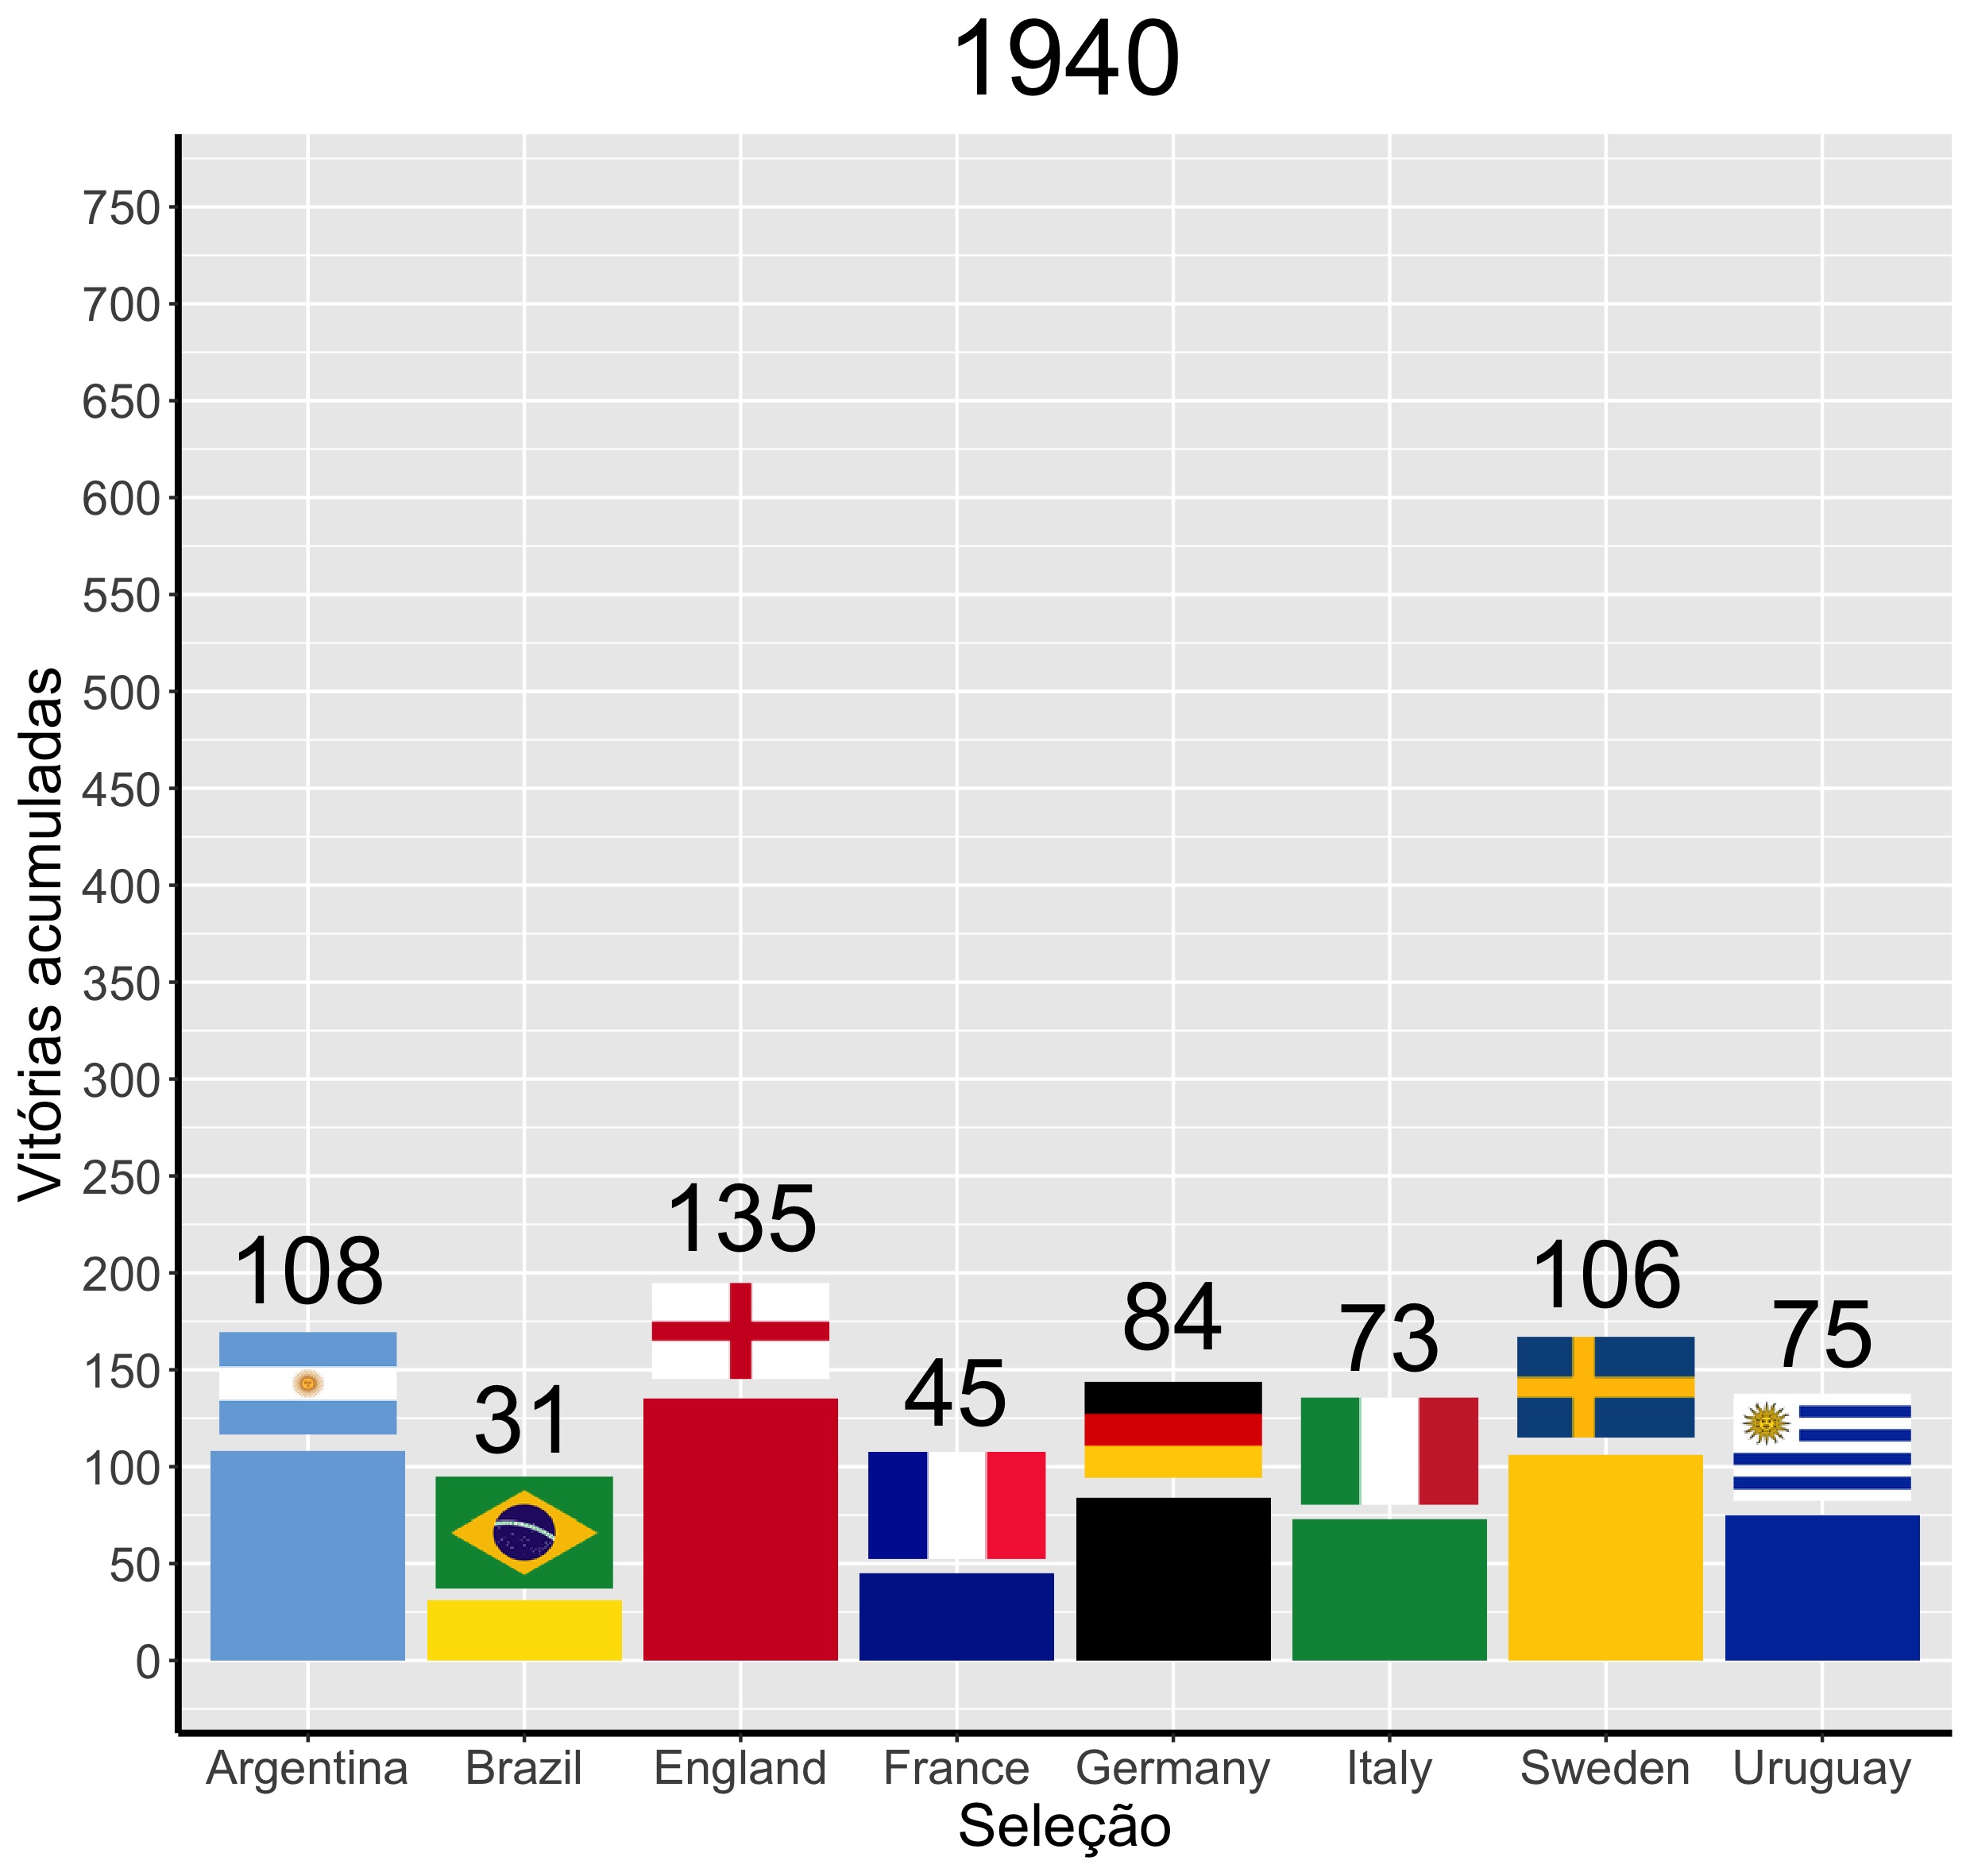 1940
Vitórias acumuladas
750
700
650
600
550
500
450
400
350
300
250
200
150
100
50
0
108
31
135
45
84
73
106
75
Argentina
Brazil
England
France
Germany
Italy
Sweden
Uruguay
Seleção